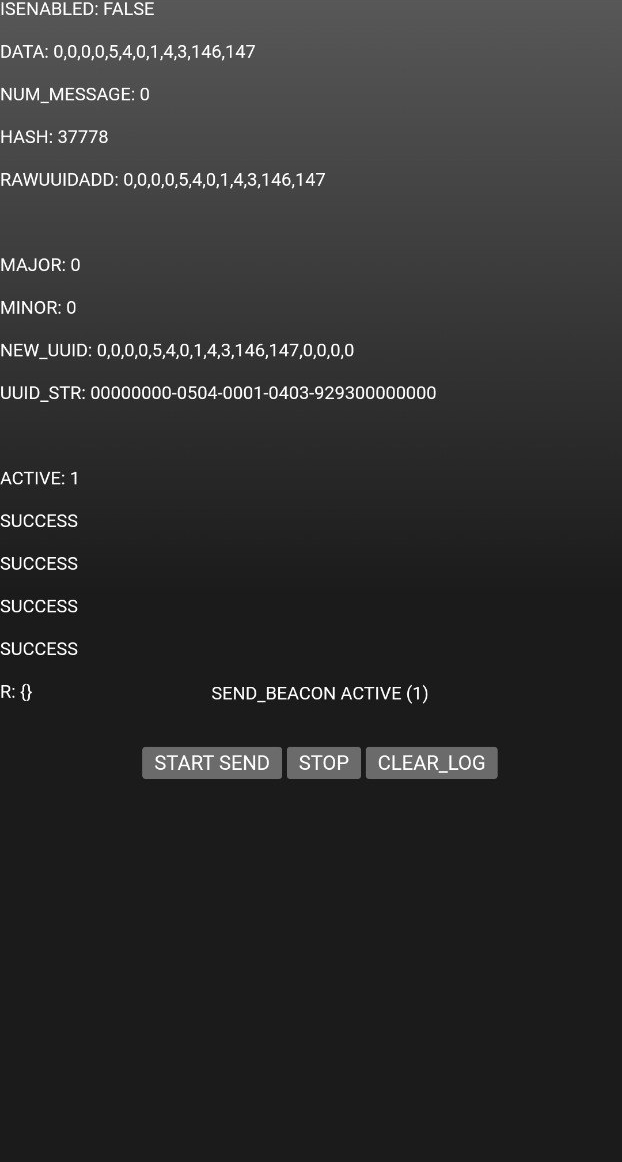 ISENABLED: FALSE
DATA: 0,0,0,0,5,4,0,1,4,3,146,147
NUM_MESSAGE: 0
HASH: 37778
RAWUUIDADD: 0,0,0,0,5,4,0,1,4,3,146,147
MAJOR: 0
MINOR: 0
NEW_UUID: 0,0,0,0,5,4,0,1,4,3,146,147,0,0,0,0
UUID_STR: 00000000-0504-0001-0403-929300000000
ACTIVE: 1
SUCCESS
SUCCESS
SUCCESS
SUCCESS
R: {}
SEND_BEACON ACTIVE (1)
START SEND STOP CLEAR_LOG